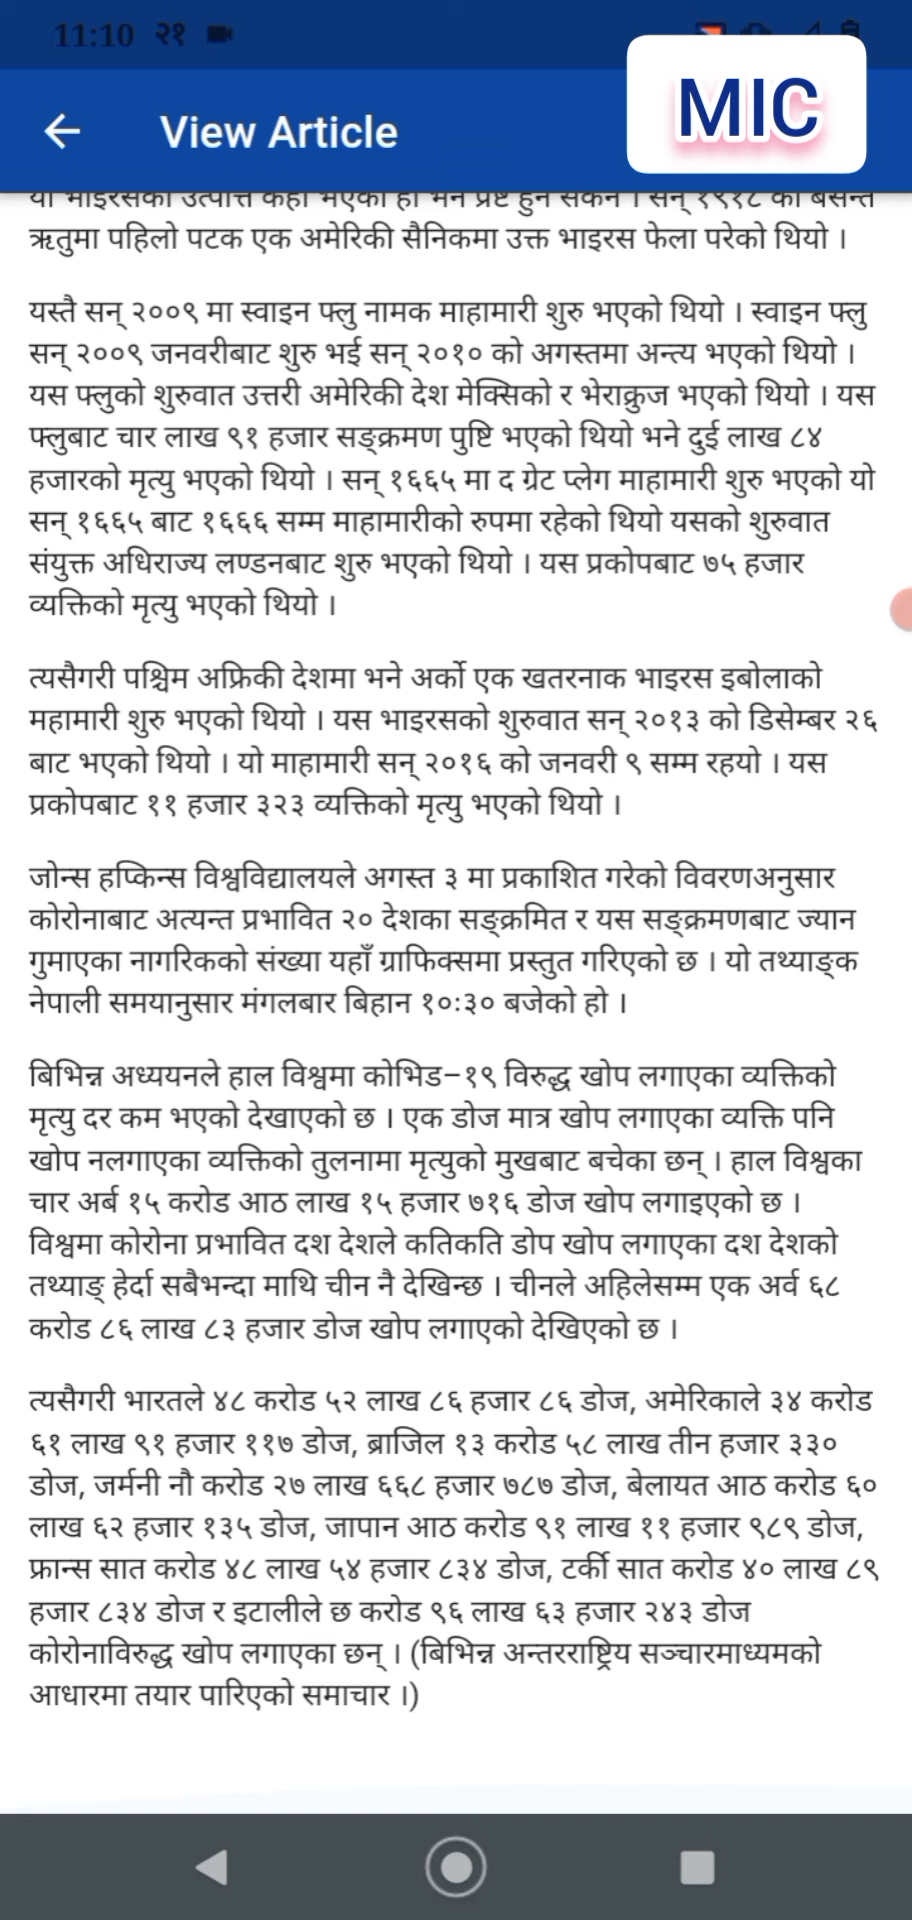 11:10 २१
MIC
View Article
यो भाइरसको उत्पत्ति कहाँ भएको हो भन्ने प्रष्ट हुन सकेन । सन् १९१८ को बसन्त
ऋतुमा पहिलो पटक एक अमेरिकी सैनिकमा उक्त भाइरस फेला परेको थियो ।
यस्तै सन् २००९ मा स्वाइन फ्लु नामक माहामारी शुरु भएको थियो । स्वाइन फ्लु
सन् २००९ जनवरीबाट शुरु भई सन् २०१० को अगस्तमा अन्त्य भएको थियो ।
यस फ्लुको शुरुवात उत्तरी अमेरिकी देश मेक्सिको र भेराक्रुज भएको थियो । यस
फ्लुबाट चार लाख ९१ हजार सङ्क्रमण पुष्टि भएको थियो भने दुई लाख ८४
हजारको मृत्यु भएको थियो । सन् १६६५ मा द ग्रेट प्लेग माहामारी शुरु भएको यो
सन् १६६५ बाट १६६६ सम्म माहामारीको रुपमा रहेको थियो यसको शुरुवात
संयुक्त अधिराज्य लण्डनबाट शुरु भएको थियो । यस प्रकोपबाट ७५ हजार
व्यक्तिको मृत्यु भएको थियो ।
त्यसैगरी पश्चिम अफ्रिकी देशमा भने अर्को एक खतरनाक भाइरस इबोलाको
महामारी शुरु भएको थियो । यस भाइरसको शुरुवात सन् २०१३ को डिसेम्बर २६
बाट भएको थियो । यो माहामारी सन् २०१६ को जनवरी ९ सम्म रहयो । यस
प्रकोपबाट ११ हजार ३२३ व्यक्तिको मृत्यु भएको थियो ।
जोन्स हप्किन्स विश्वविद्यालयले अगस्त ३ मा प्रकाशित गरेको विवरणअनुसार
कोरोनाबाट अत्यन्त प्रभावित २० देशका सङ्क्रमित र यस सङ्क्रमणबाट ज्यान
गुमाएका नागरिकको संख्या यहाँ ग्राफिक्समा प्रस्तुत गरिएको छ । यो तथ्याङ्क
नेपाली समयानुसार मंगलबार बिहान १०:३० बजेको हो ।
बिभिन्न अध्ययनले हाल विश्वमा कोभिड–१९ विरुद्ध खोप लगाएका व्यक्तिको
मृत्यु दर कम भएको देखाएको छ । एक डोज मात्र खोप लगाएका व्यक्ति पनि
खोप नलगाएका व्यक्तिको तुलनामा मृत्युको मुखबाट बचेका छन् । हाल विश्वका
चार अर्ब १५ करोड आठ लाख १५ हजार ७१६ डोज खोप लगाइएको छ ।
विश्वमा कोरोना प्रभावित दश देशले कतिकति डोप खोप लगाएका दश देशको
तथ्याङ् हेर्दा सबैभन्दा माथि चीन नै देखिन्छ । चीनले अहिलेसम्म एक अर्व ६८
करोड ८६ लाख ८३ हजार डोज खोप लगाएको देखिएको छ ।
त्यसैगरी भारतले ४८ करोड ५२ लाख ८६ हजार ८६ डोज, अमेरिकाले ३४ करोड
६१ लाख ९१ हजार ११७ डोज, ब्राजिल १३ करोड ५८ लाख तीन हजार ३३०
डोज, जर्मनी नौ करोड २७ लाख ६६८ हजार ७८७ डोज, बेलायत आठ करोड ६०
लाख ६२ हजार १३५ डोज, जापान आठ करोड ९१ लाख ११ हजार ९८९ डोज,
फ्रान्स सात करोड ४८ लाख ५४ हजार ८३४ डोज, टर्की सात करोड ४० लाख ८९
हजार ८३४ डोज र इटालीले छ करोड ९६ लाख ६३ हजार २४३ डोज
कोरोनाविरुद्ध खोप लगाएका छन् । (बिभिन्न अन्तरराष्ट्रिय सञ्चारमाध्यमको
आधारमा तयार पारिएको समाचार ।)